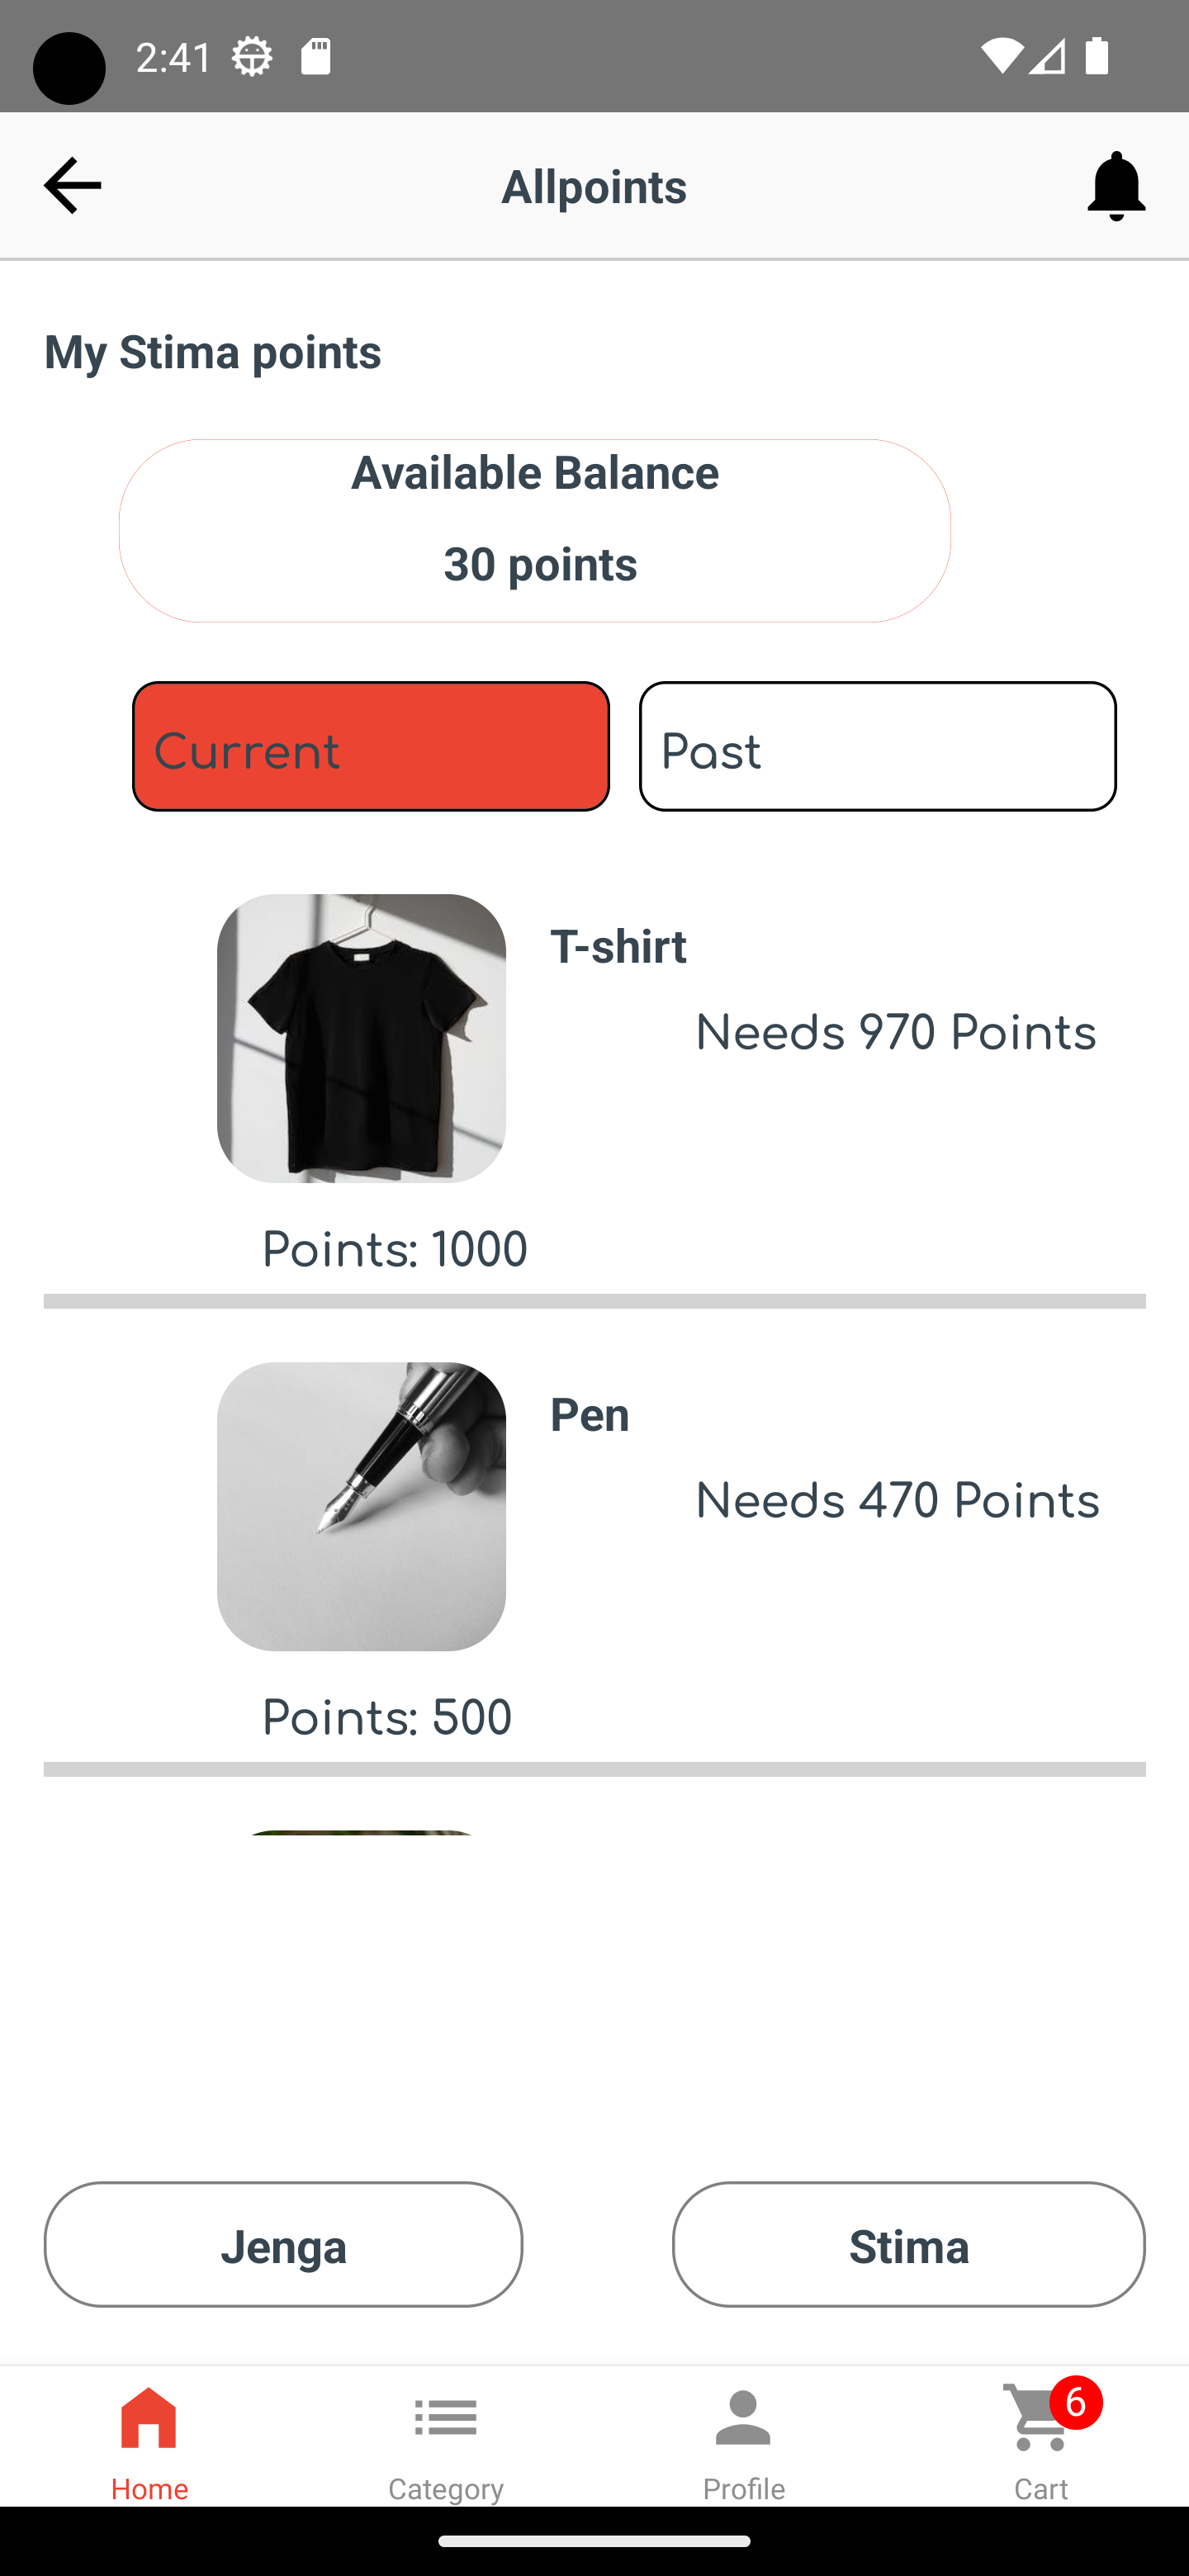 2:41
Allpoints
My Stima points
Available Balance
30 points
Current
Past
T-shirt
Needs 970 Points
Points: 1000
Pen
Needs 470 Points
Points: 500
Jenga
Stima
6
Home
Category
Profile
Cart